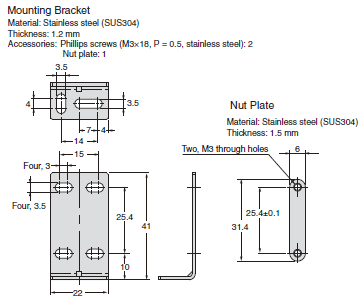 Mounting Bracket
Material: Stainless steel (SUS304)
Thickness: 1.2 mm
Accessories: Phillips screws (M3×18, P = 0.5, stainless steel): 2
Nut plate: 1
3.5
4
3.5
7
4
14
15
Four, 3
Four, 3.5
25.4
41
10
22
Nut Plate
Material: Stainless steel (SUS304)
Thickness: 1.5 mm
Two, M3 through holes
6
25.4±0.1
31.4